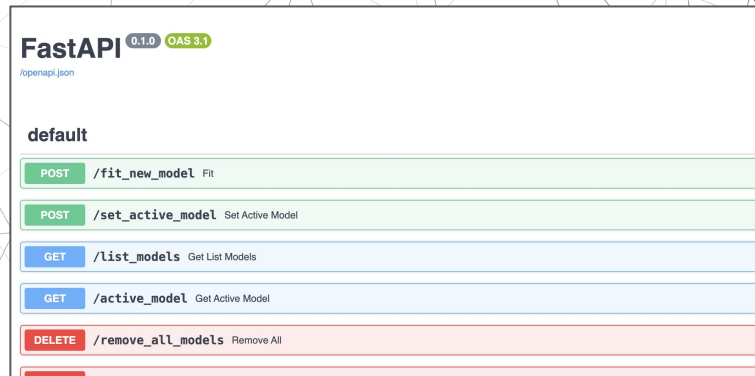 FastAPI 0.1.0 OAS 3.1
/openapi.json
default
POST /fit_new_model Fit
POST /set_active_model Set Active Model
GET /list_models Get List Models
GET /active_model Get Active Model
DELETE /remove_all_models Remove All